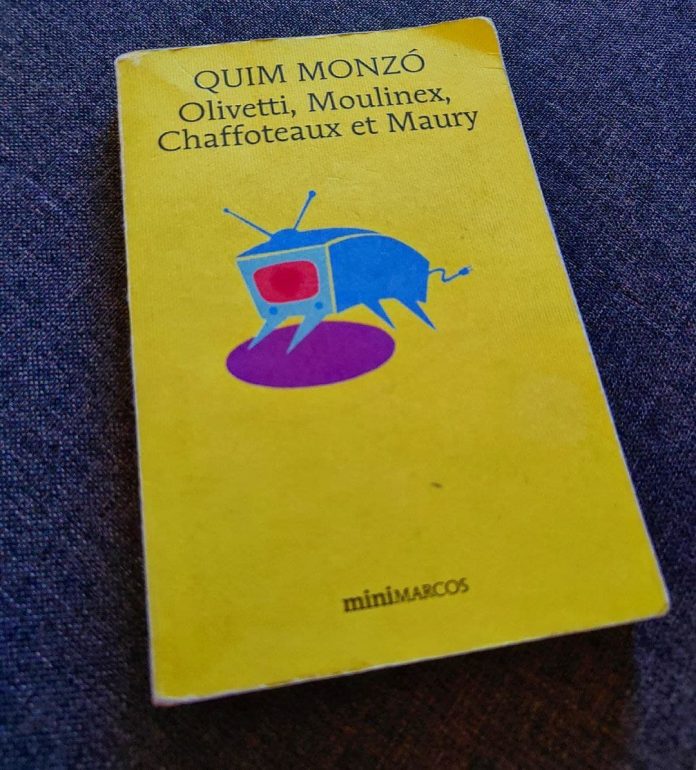 QUIM MONZÓ
Olivetti, Moulinex,
Chaffoteaux et Maury
miniMARCOS